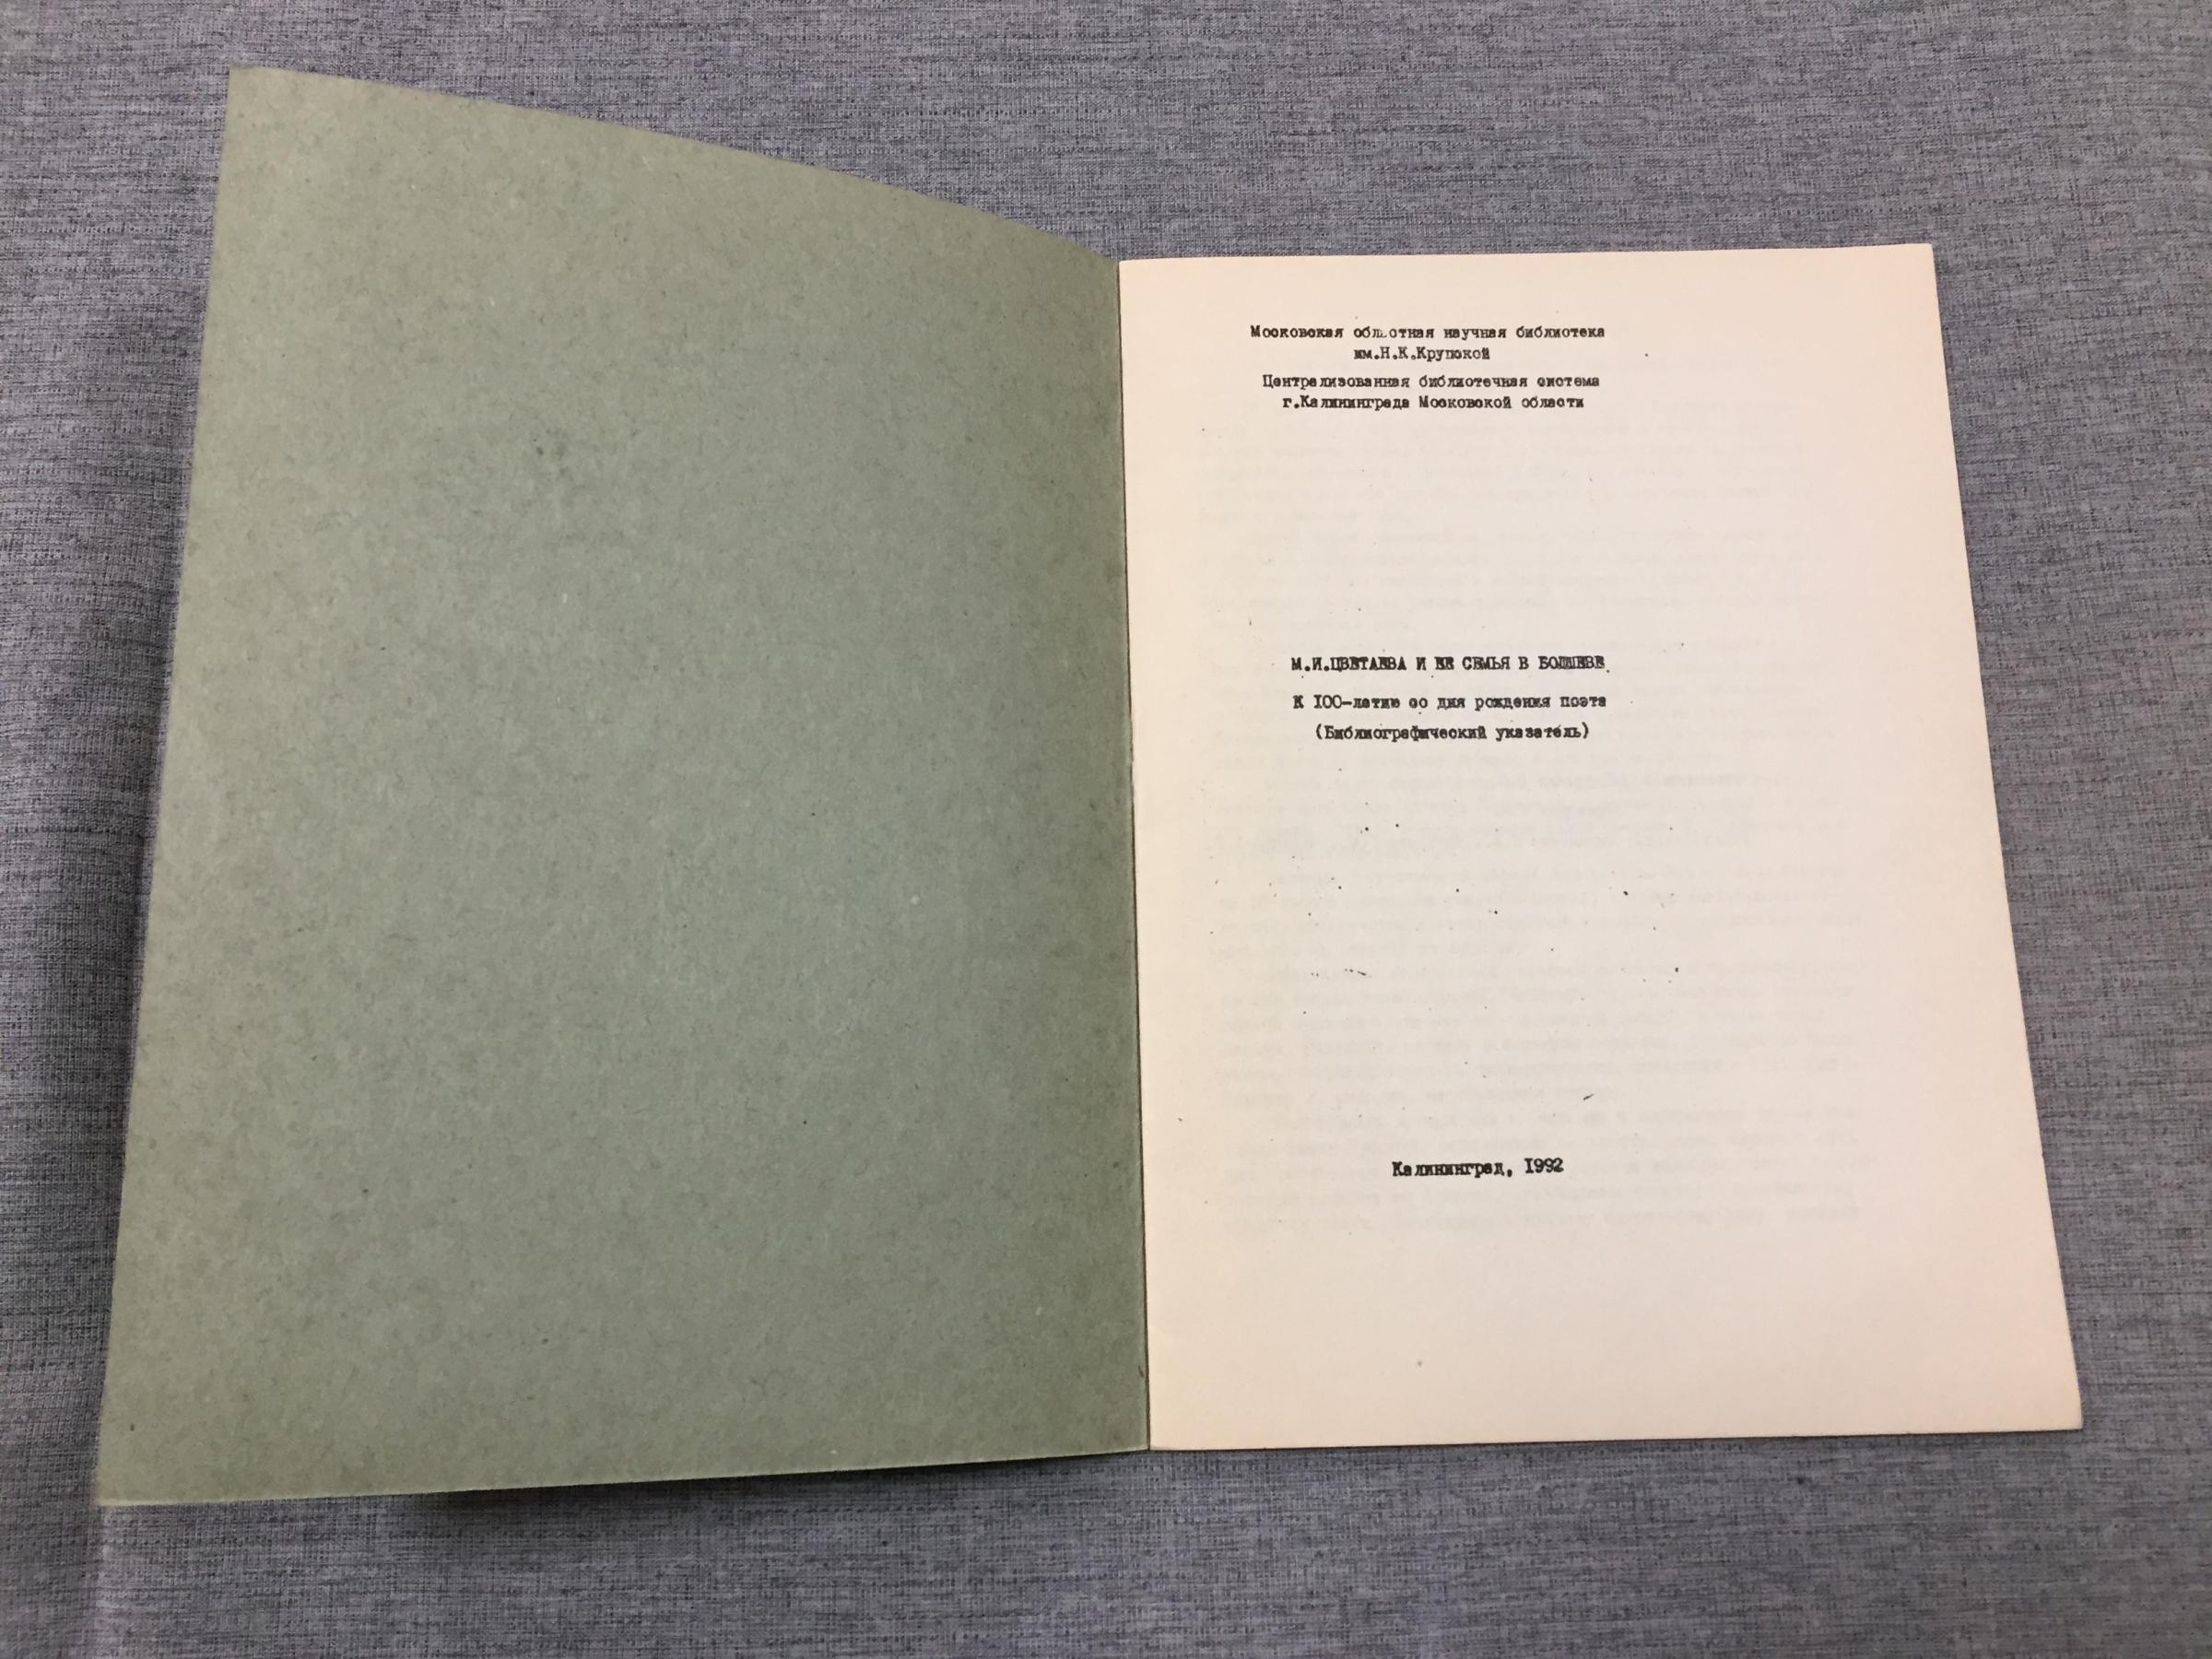 Московская областная научная библиотека
им.Н.К.Крупской
Централизованная библиотечная система
г.Калининграда Московской области
М.И.ЦВЕТАЕВА И ЕЕ СЕМЬЯ В БОЛШЕВЕ
К 100-летию со дня рождения поэта
(Библиографический указатель)
Калининград, 1992